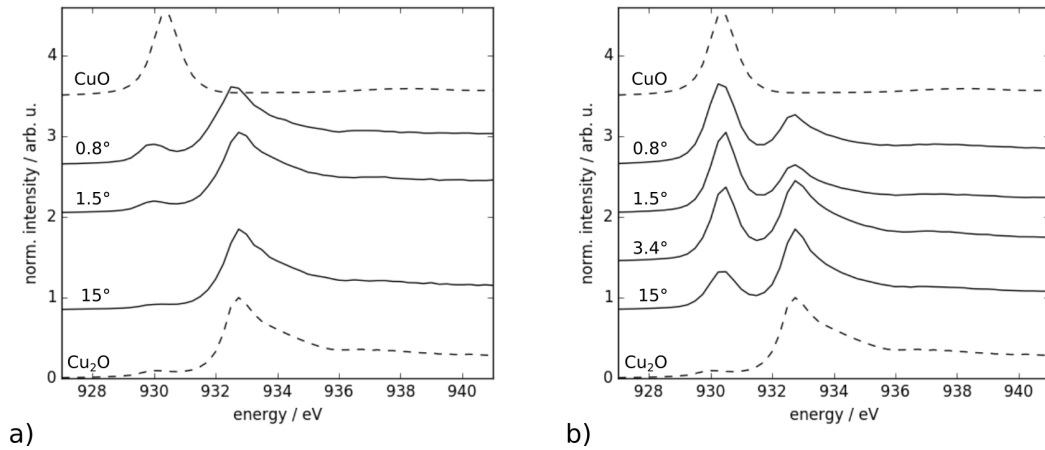 4
3
2
1
0
norm. intensity / arb. u.
CuO
0.8°
1.5°
15°
Cu₂O
928 930 932 934 936 938 940
energy / eV
a)
4
3
2
1
0
norm. intensity / arb. u.
CuO
0.8°
1.5°
3.4°
15°
Cu₂O
928 930 932 934 936 938 940
energy / eV
b)